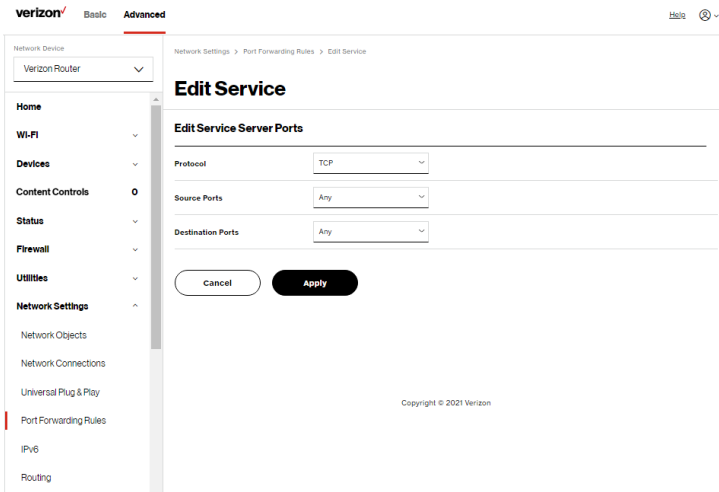 verizon✓ Basic Advanced Help
Network Device
Verizon Router
Home
Wi-Fi
Devices
Content Controls 0
Status
Firewall
Utilities
Network Settings
Network Objects
Network Connections
Universal Plug & Play
Port Forwarding Rules
IPv6
Routing
Network Settings > Port Forwarding Rules > Edit Service
Edit Service
Edit Service Server Ports
Protocol TCP
Source Ports Any
Destination Ports Any
Cancel Apply
Copyright © 2021 Verizon